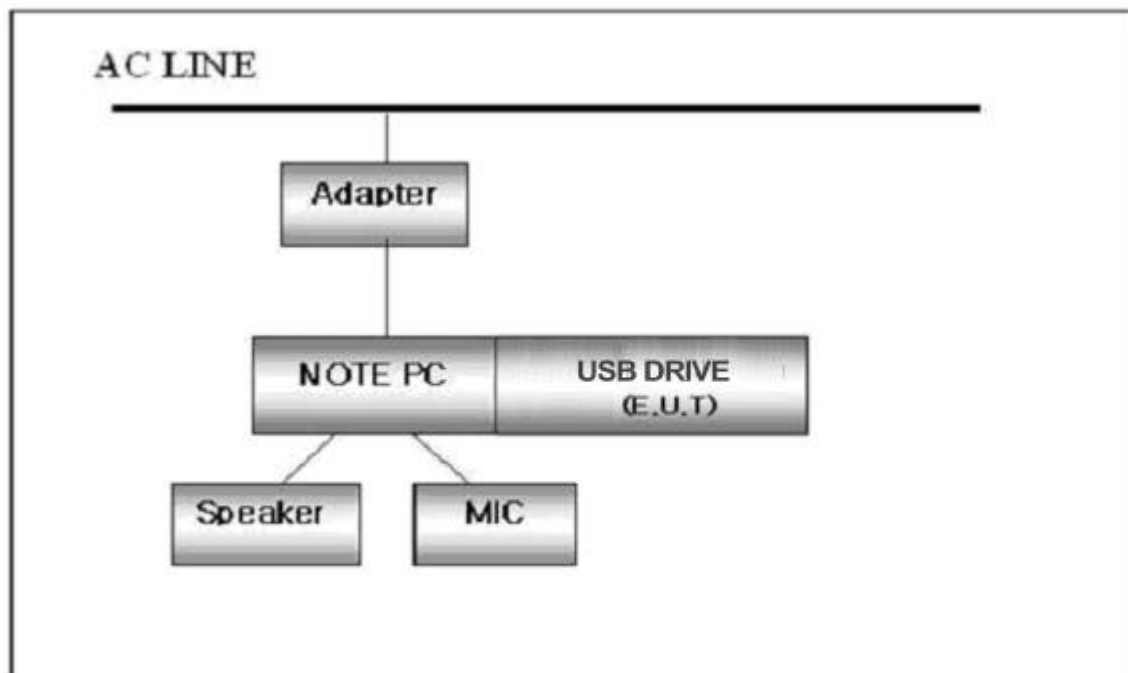 AC LINE
Adapter
NOTE PC
USB DRIVE
(E.U.T)
Speaker
MIC